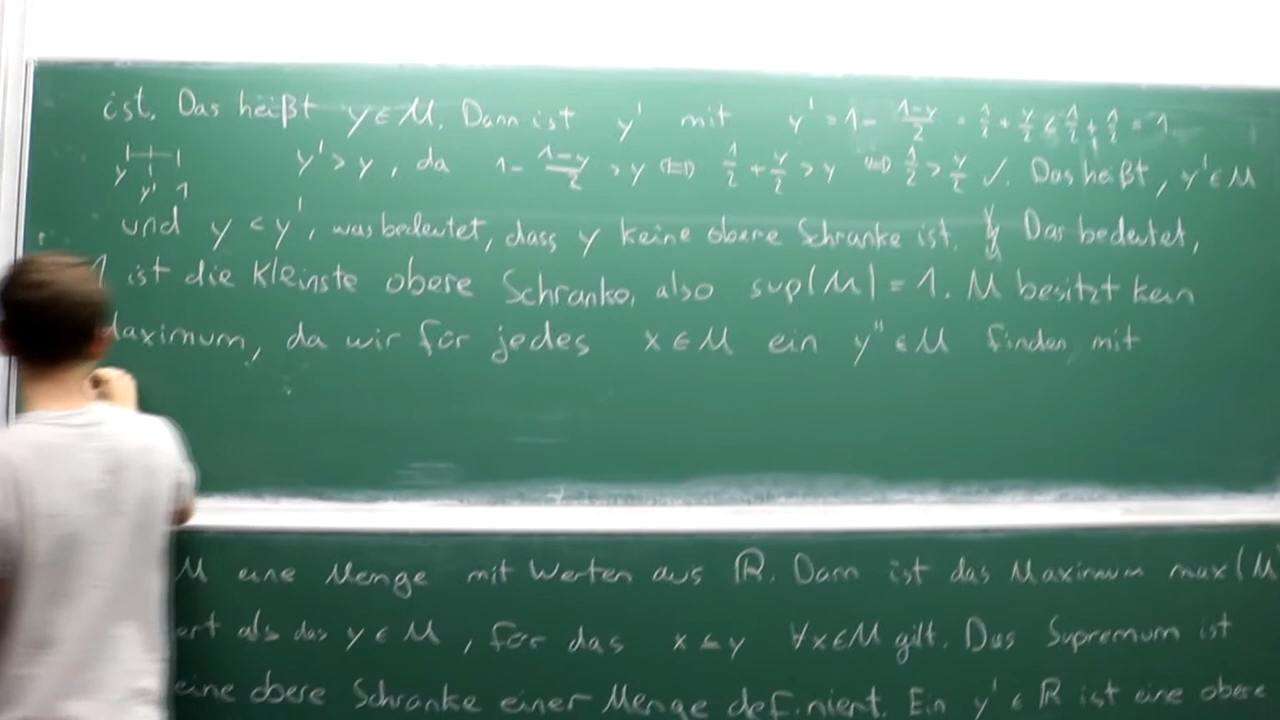 ist. Das heißt y ∈ M. Dann ist y' mit y' = 1 - (1-y)/2 = 1/2 + y/2 < 1/2 + 1/2 = 1
y' > y, da 1 - (1-y)/2 > y ⟺ 1/2 + y/2 > y ⟺ 1/2 > y/2 ✓. Das heißt, y' ∈ M
y y' 1
und y < y', was bedeutet, dass y keine obere Schranke ist. ↯ Das bedeutet,
1 ist die kleinste obere Schranke, also sup(M) = 1. M besitzt kein
Maximum, da wir für jedes x ∈ M ein y'' ∈ M finden mit
M eine Menge mit Werten aus ℝ. Dann ist das Maximum max(M
ert als das y ∈ M, für das x ≤ y ∀x∈M gilt. Das Supremum ist
eine obere Schranke einer Menge definiert. Ein y' ∈ ℝ ist eine obere